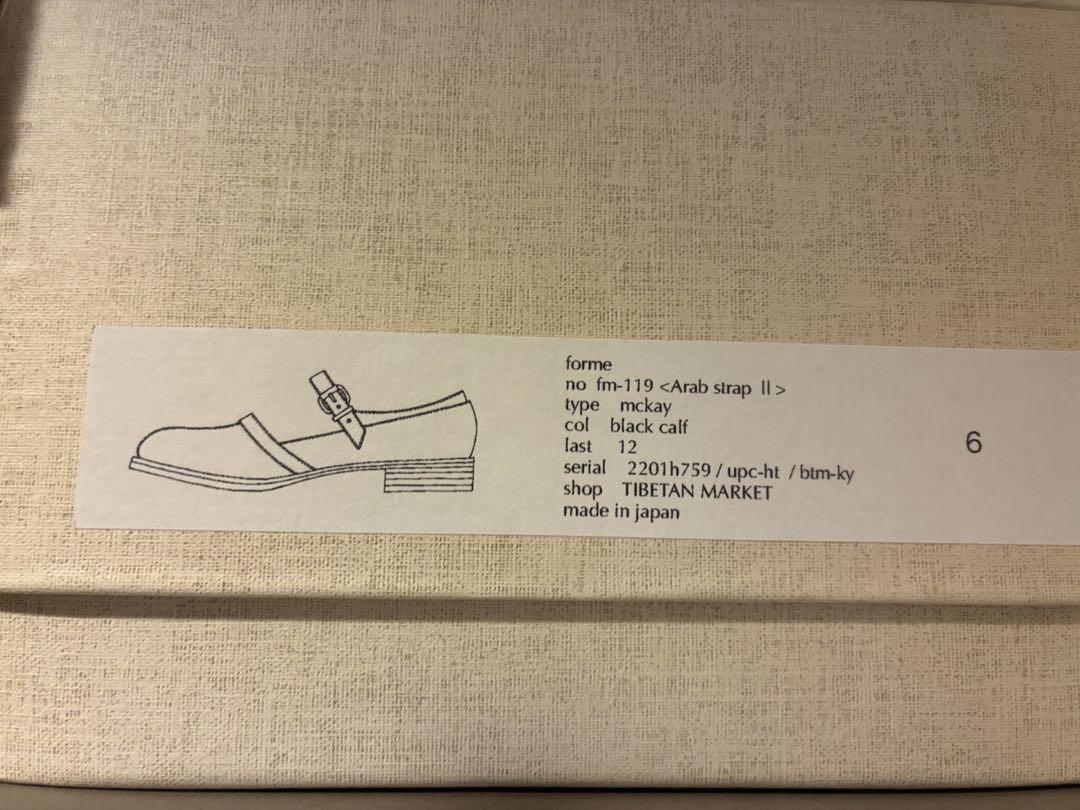 forme
no fm-119 <Arab strap II>
type mckay
col black calf
last 12
serial 2201h759 / upc-ht / btm-ky
shop TIBETAN MARKET
made in japan
6